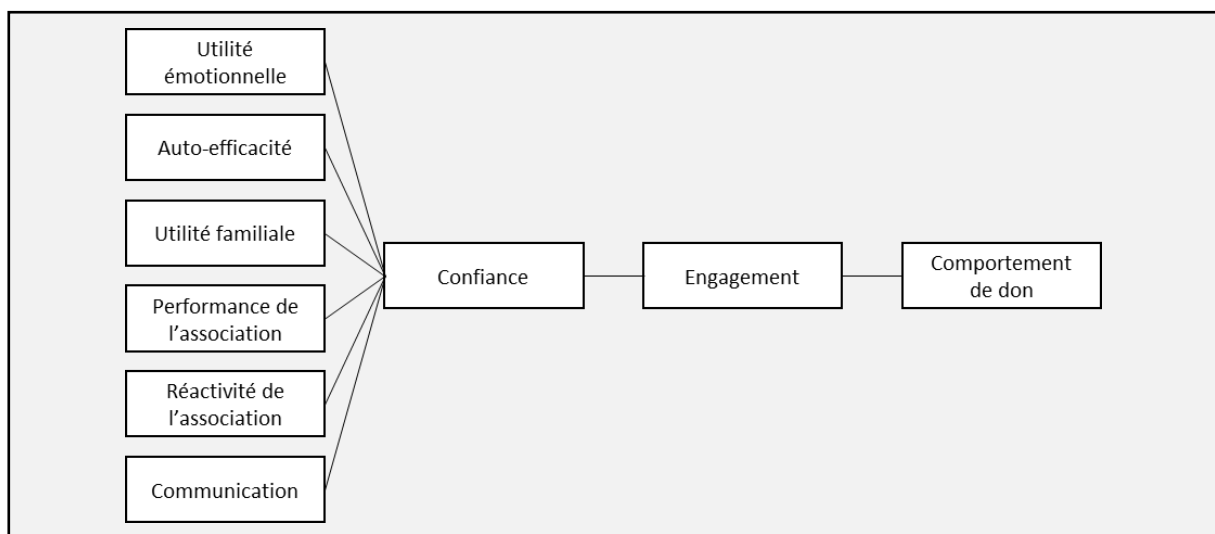 Utilité
émotionnelle
Auto-efficacité
Utilité familiale
Performance de
l’association
Réactivité de
l’association
Communication
Confiance
Engagement
Comportement
de don